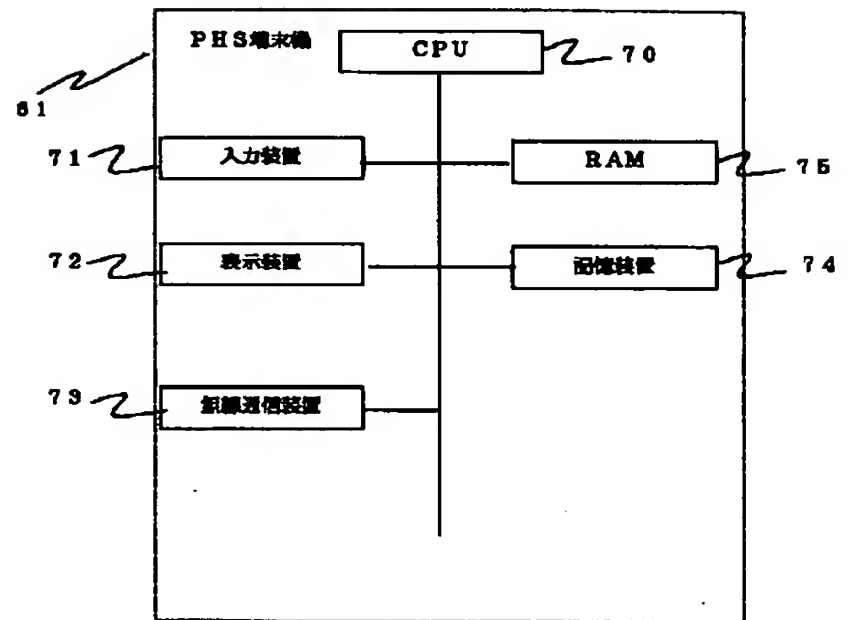 PHS端末機
CPU
70
61
71
入力装置
RAM
75
72
表示装置
記憶装置
74
73
無線通信装置